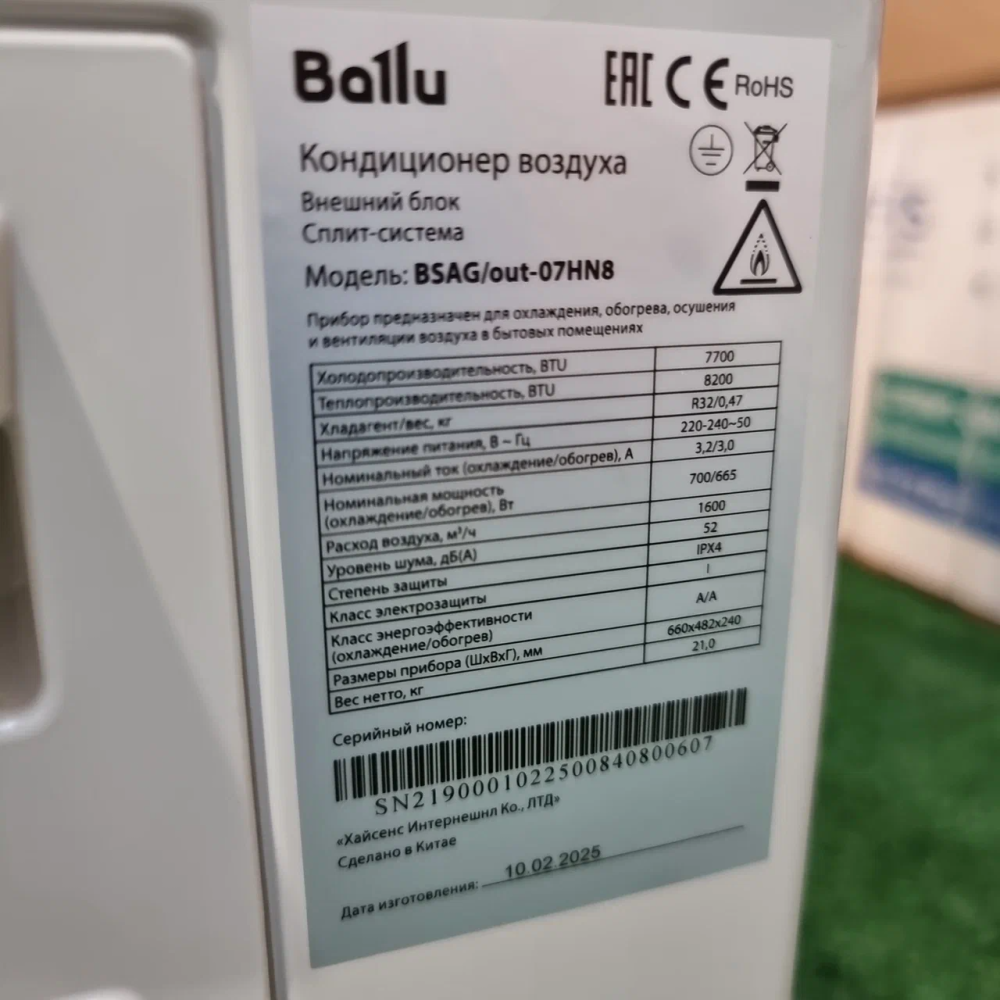 Ballu
EAC CE RoHS
Кондиционер воздуха
Внешний блок
Сплит-система
Модель: BSAG/out-07HN8
Прибор предназначен для охлаждения, обогрева, осушения
и вентиляции воздуха в бытовых помещениях
Холодопроизводительность, BTU 7700
Теплопроизводительность, BTU 8200
Хладагент/вес, кг R32/0,47
Напряжение питания, В ~ Гц 220-240~50
Номинальный ток (охлаждение/обогрев), А 3,2/3,0
Номинальная мощность
(охлаждение/обогрев), Вт 700/665
Расход воздуха, м³/ч 1600
Уровень шума, дБ(А) 52
Степень защиты IPX4
Класс электрозащиты I
Класс энергоэффективности
(охлаждение/обогрев) A/A
Размеры прибора (ШxВxГ), мм 660x482x240
Вес нетто, кг 21,0
Серийный номер:
SN2190001022500840800607
«Хайсенс Интернешнл Ко., ЛТД»
Сделано в Китае
Дата изготовления: 10.02.2025